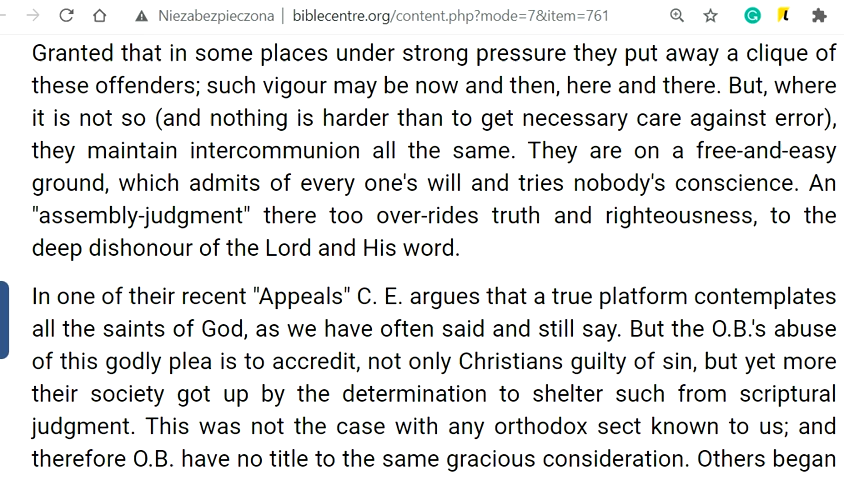 Niezabezpieczona | biblecentre.org/content.php?mode=7&item=761
Granted that in some places under strong pressure they put away a clique of
these offenders; such vigour may be now and then, here and there. But, where
it is not so (and nothing is harder than to get necessary care against error),
they maintain intercommunion all the same. They are on a free-and-easy
ground, which admits of every one's will and tries nobody's conscience. An
"assembly-judgment" there too over-rides truth and righteousness, to the
deep dishonour of the Lord and His word.
In one of their recent "Appeals" C. E. argues that a true platform contemplates
all the saints of God, as we have often said and still say. But the O.B.'s abuse
of this godly plea is to accredit, not only Christians guilty of sin, but yet more
their society got up by the determination to shelter such from scriptural
judgment. This was not the case with any orthodox sect known to us; and
therefore O.B. have no title to the same gracious consideration. Others began